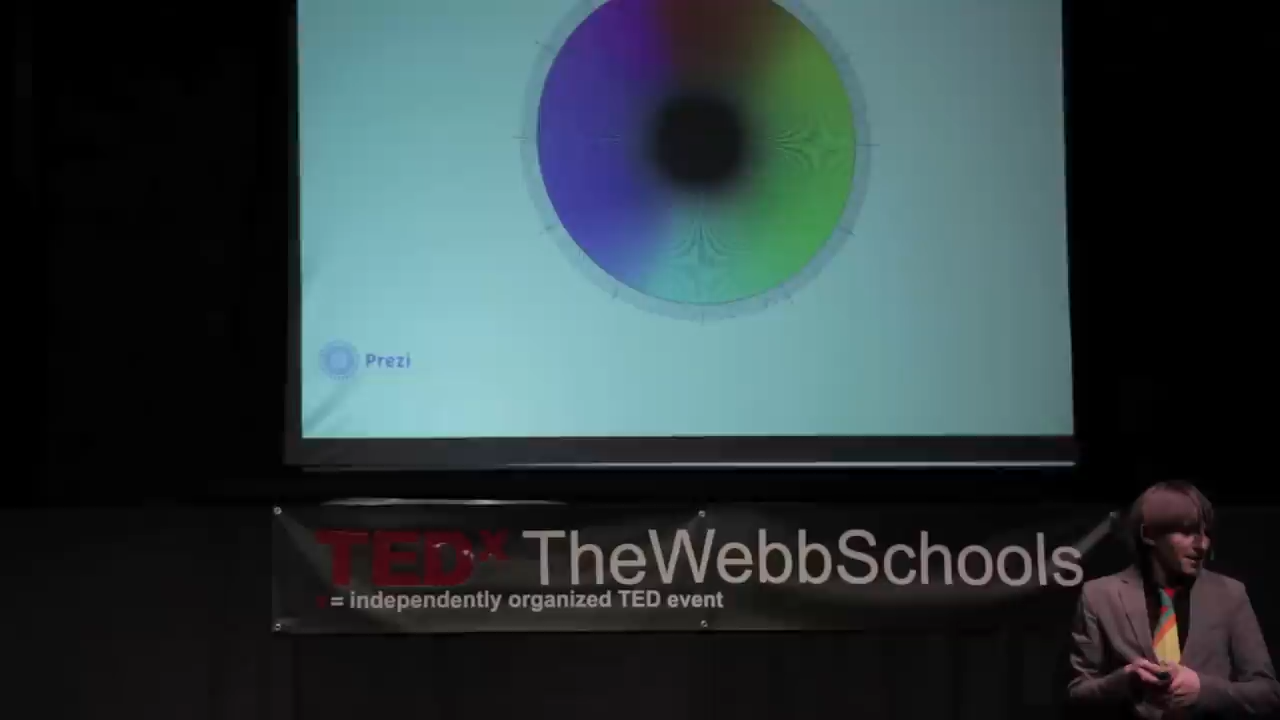 Prezi
TEDx TheWebbSchools
x = independently organized TED event